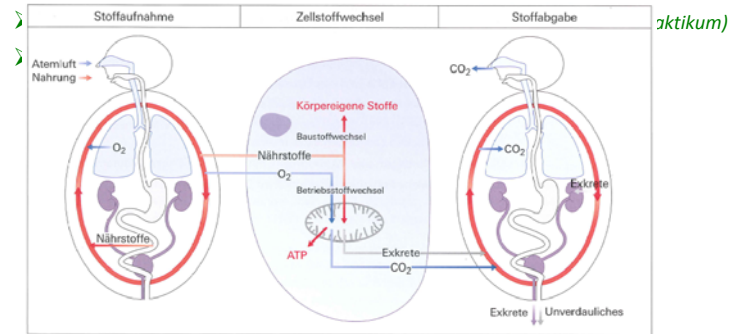 Stoffaufnahme
Zellstoffwechsel
Stoffabgabe
aktikum)
Atemluft
Nahrung
O₂
Nährstoffe
Körpereigene Stoffe
Baustoffwechsel
Nährstoffe
O₂
Betriebsstoffwechsel
ATP
Exkrete
CO₂
CO₂
CO₂
Exkrete
Exkrete
Unverdauliches